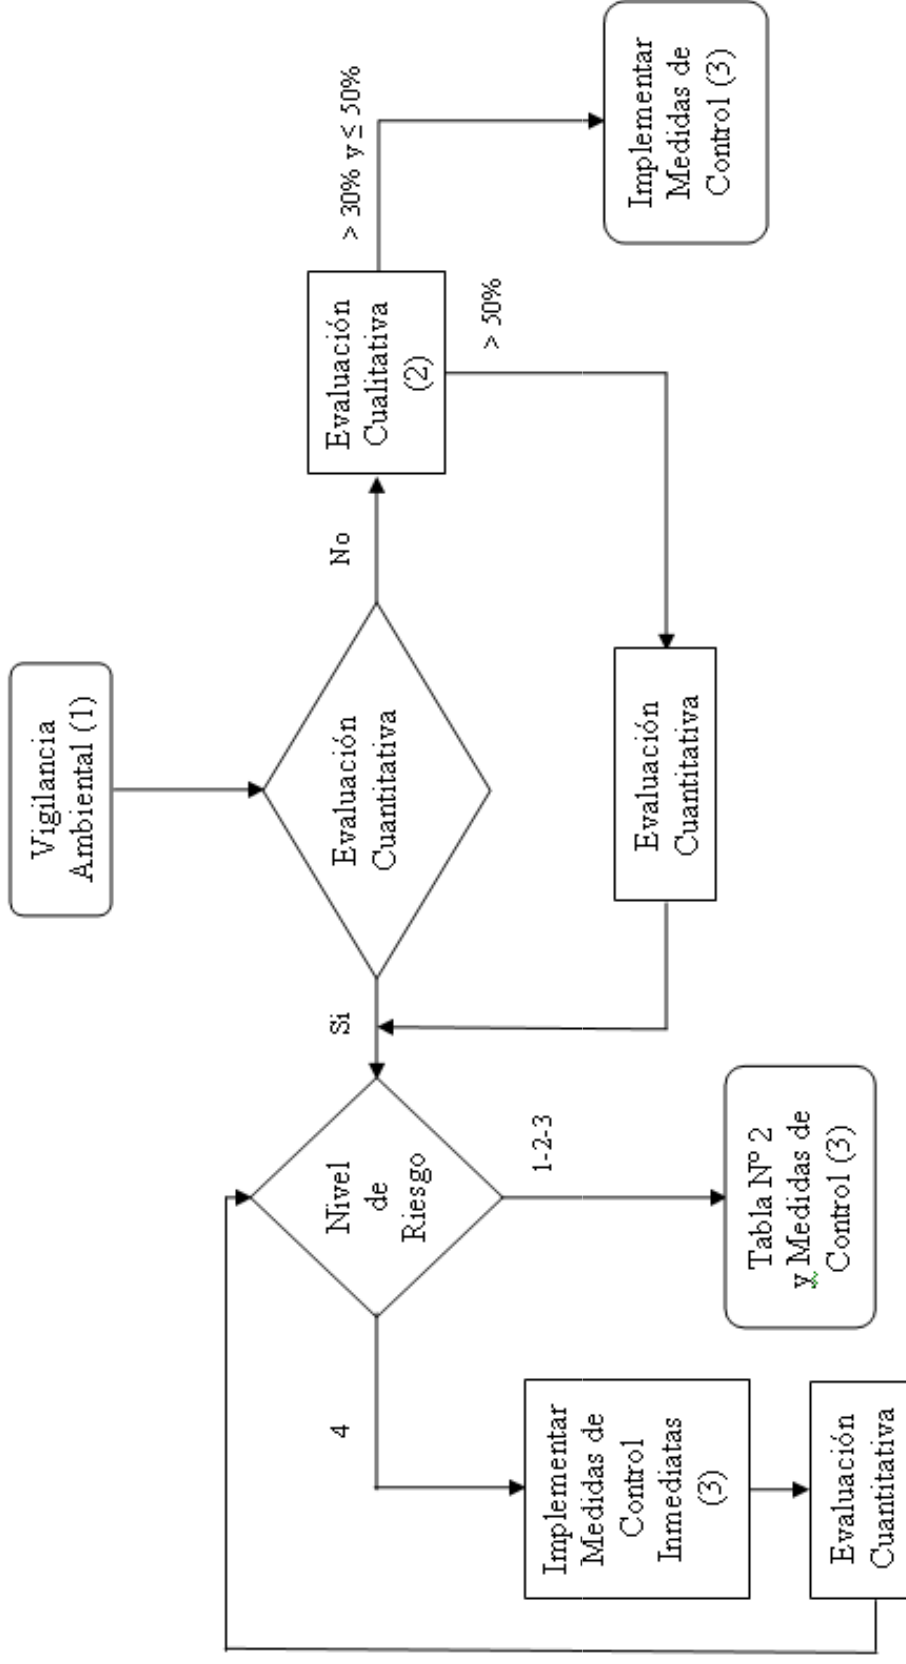 Vigilancia
Ambiental (1)
Evaluación
Cuantitativa
Si
No
Nivel
de
Riesgo
4
1-2-3
Evaluación
Cualitativa
(2)
> 30% y ≤ 50%
> 50%
Implementar
Medidas de
Control
Inmediatas
(3)
Evaluación
Cuantitativa
Tabla Nº 2
y Medidas de
Control (3)
Evaluación
Cuantitativa
Implementar
Medidas de
Control (3)